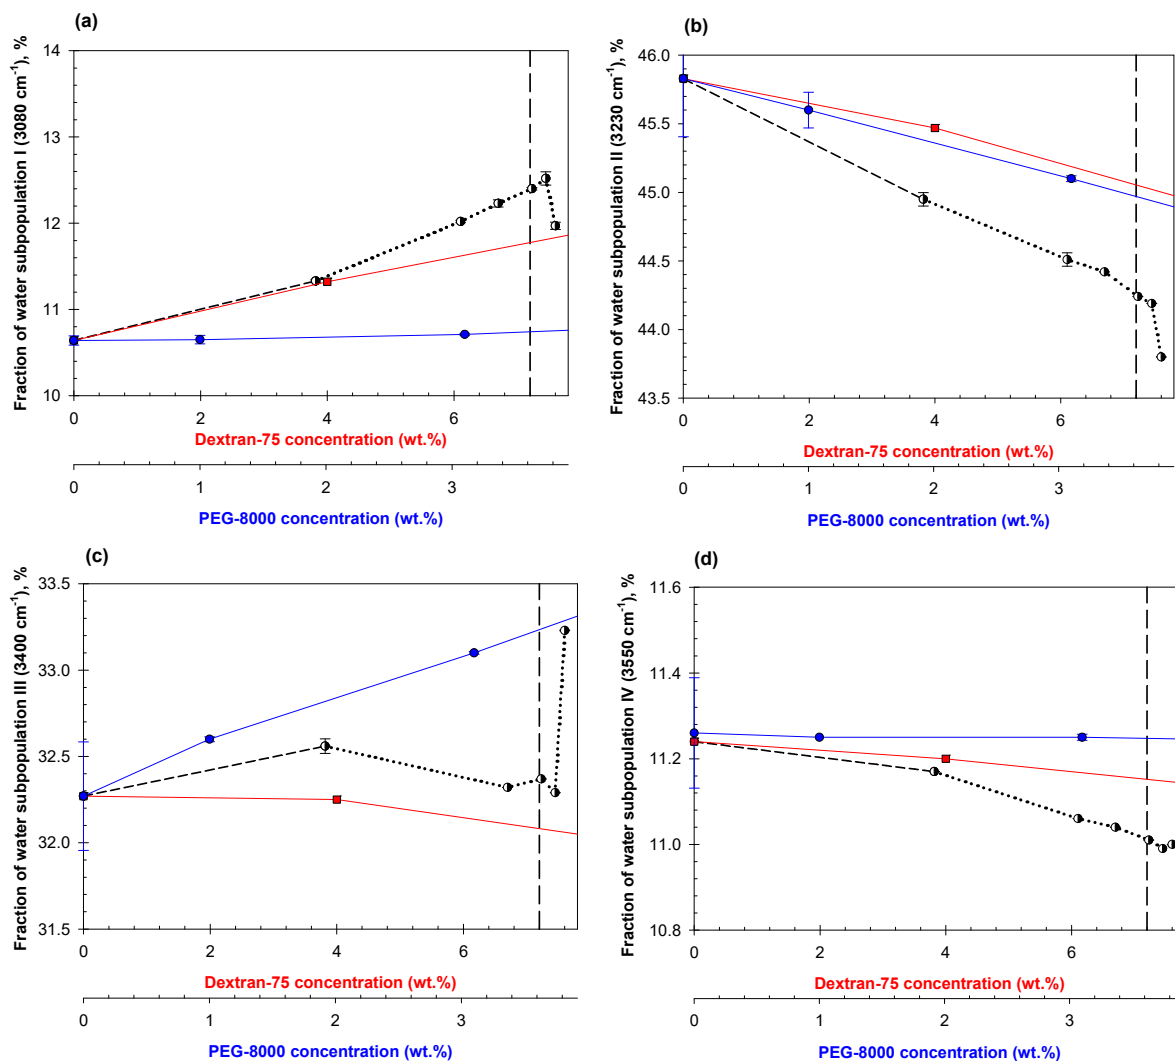 (a)
Fraction of water subpopulation I (3080 cm⁻¹), %
14
13
12
11
10
0 2 4 6
Dextran-75 concentration (wt.%)
0 1 2 3
PEG-8000 concentration (wt.%)
(b)
Fraction of water subpopulation II (3230 cm⁻¹), %
46.0
45.5
45.0
44.5
44.0
43.5
0 2 4 6
Dextran-75 concentration (wt.%)
0 1 2 3
PEG-8000 concentration (wt.%)
(c)
Fraction of water subpopulation III (3400 cm⁻¹), %
33.5
33.0
32.5
32.0
31.5
0 2 4 6
Dextran-75 concentration (wt.%)
0 1 2 3
PEG-8000 concentration (wt.%)
(d)
Fraction of water subpopulation IV (3550 cm⁻¹), %
11.6
11.4
11.2
11.0
10.8
0 2 4 6
Dextran-75 concentration (wt.%)
0 1 2 3
PEG-8000 concentration (wt.%)